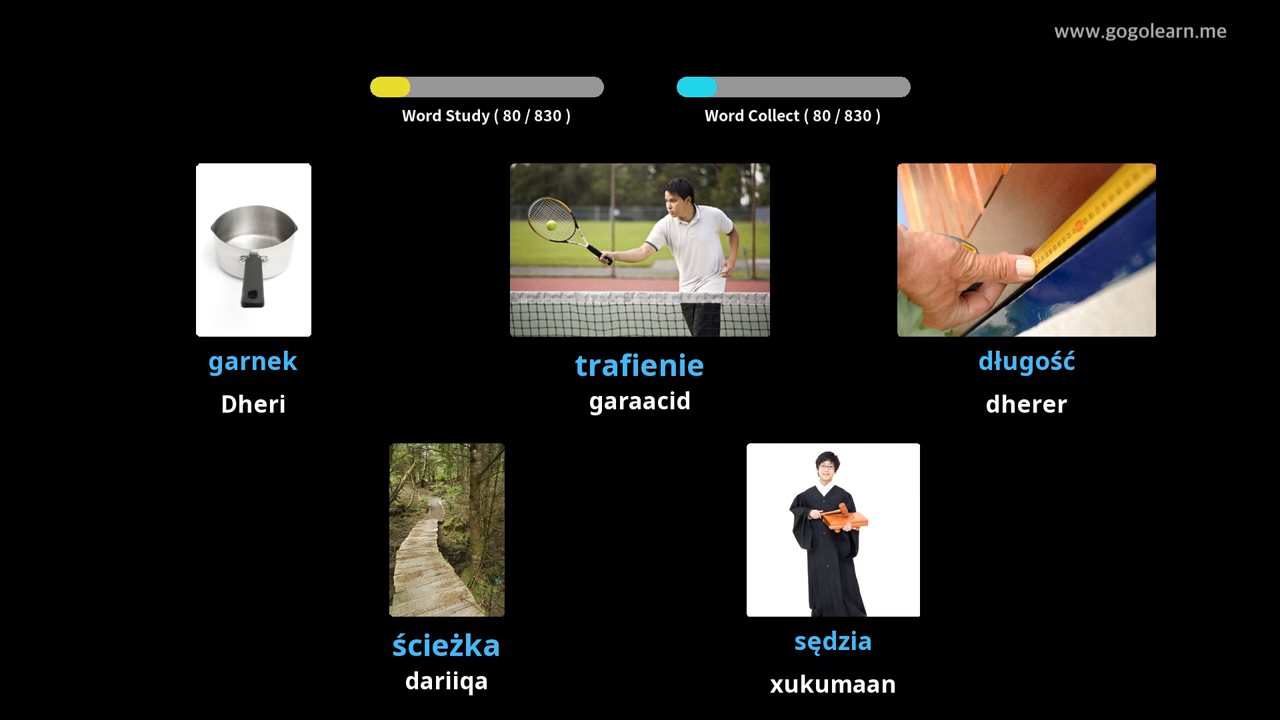 www.gogolearn.me
Word Study ( 80 / 830 )
Word Collect ( 80 / 830 )
garnek
Dheri
trafienie
garaacid
długość
dherer
ścieżka
dariiqa
sędzia
xukumaan